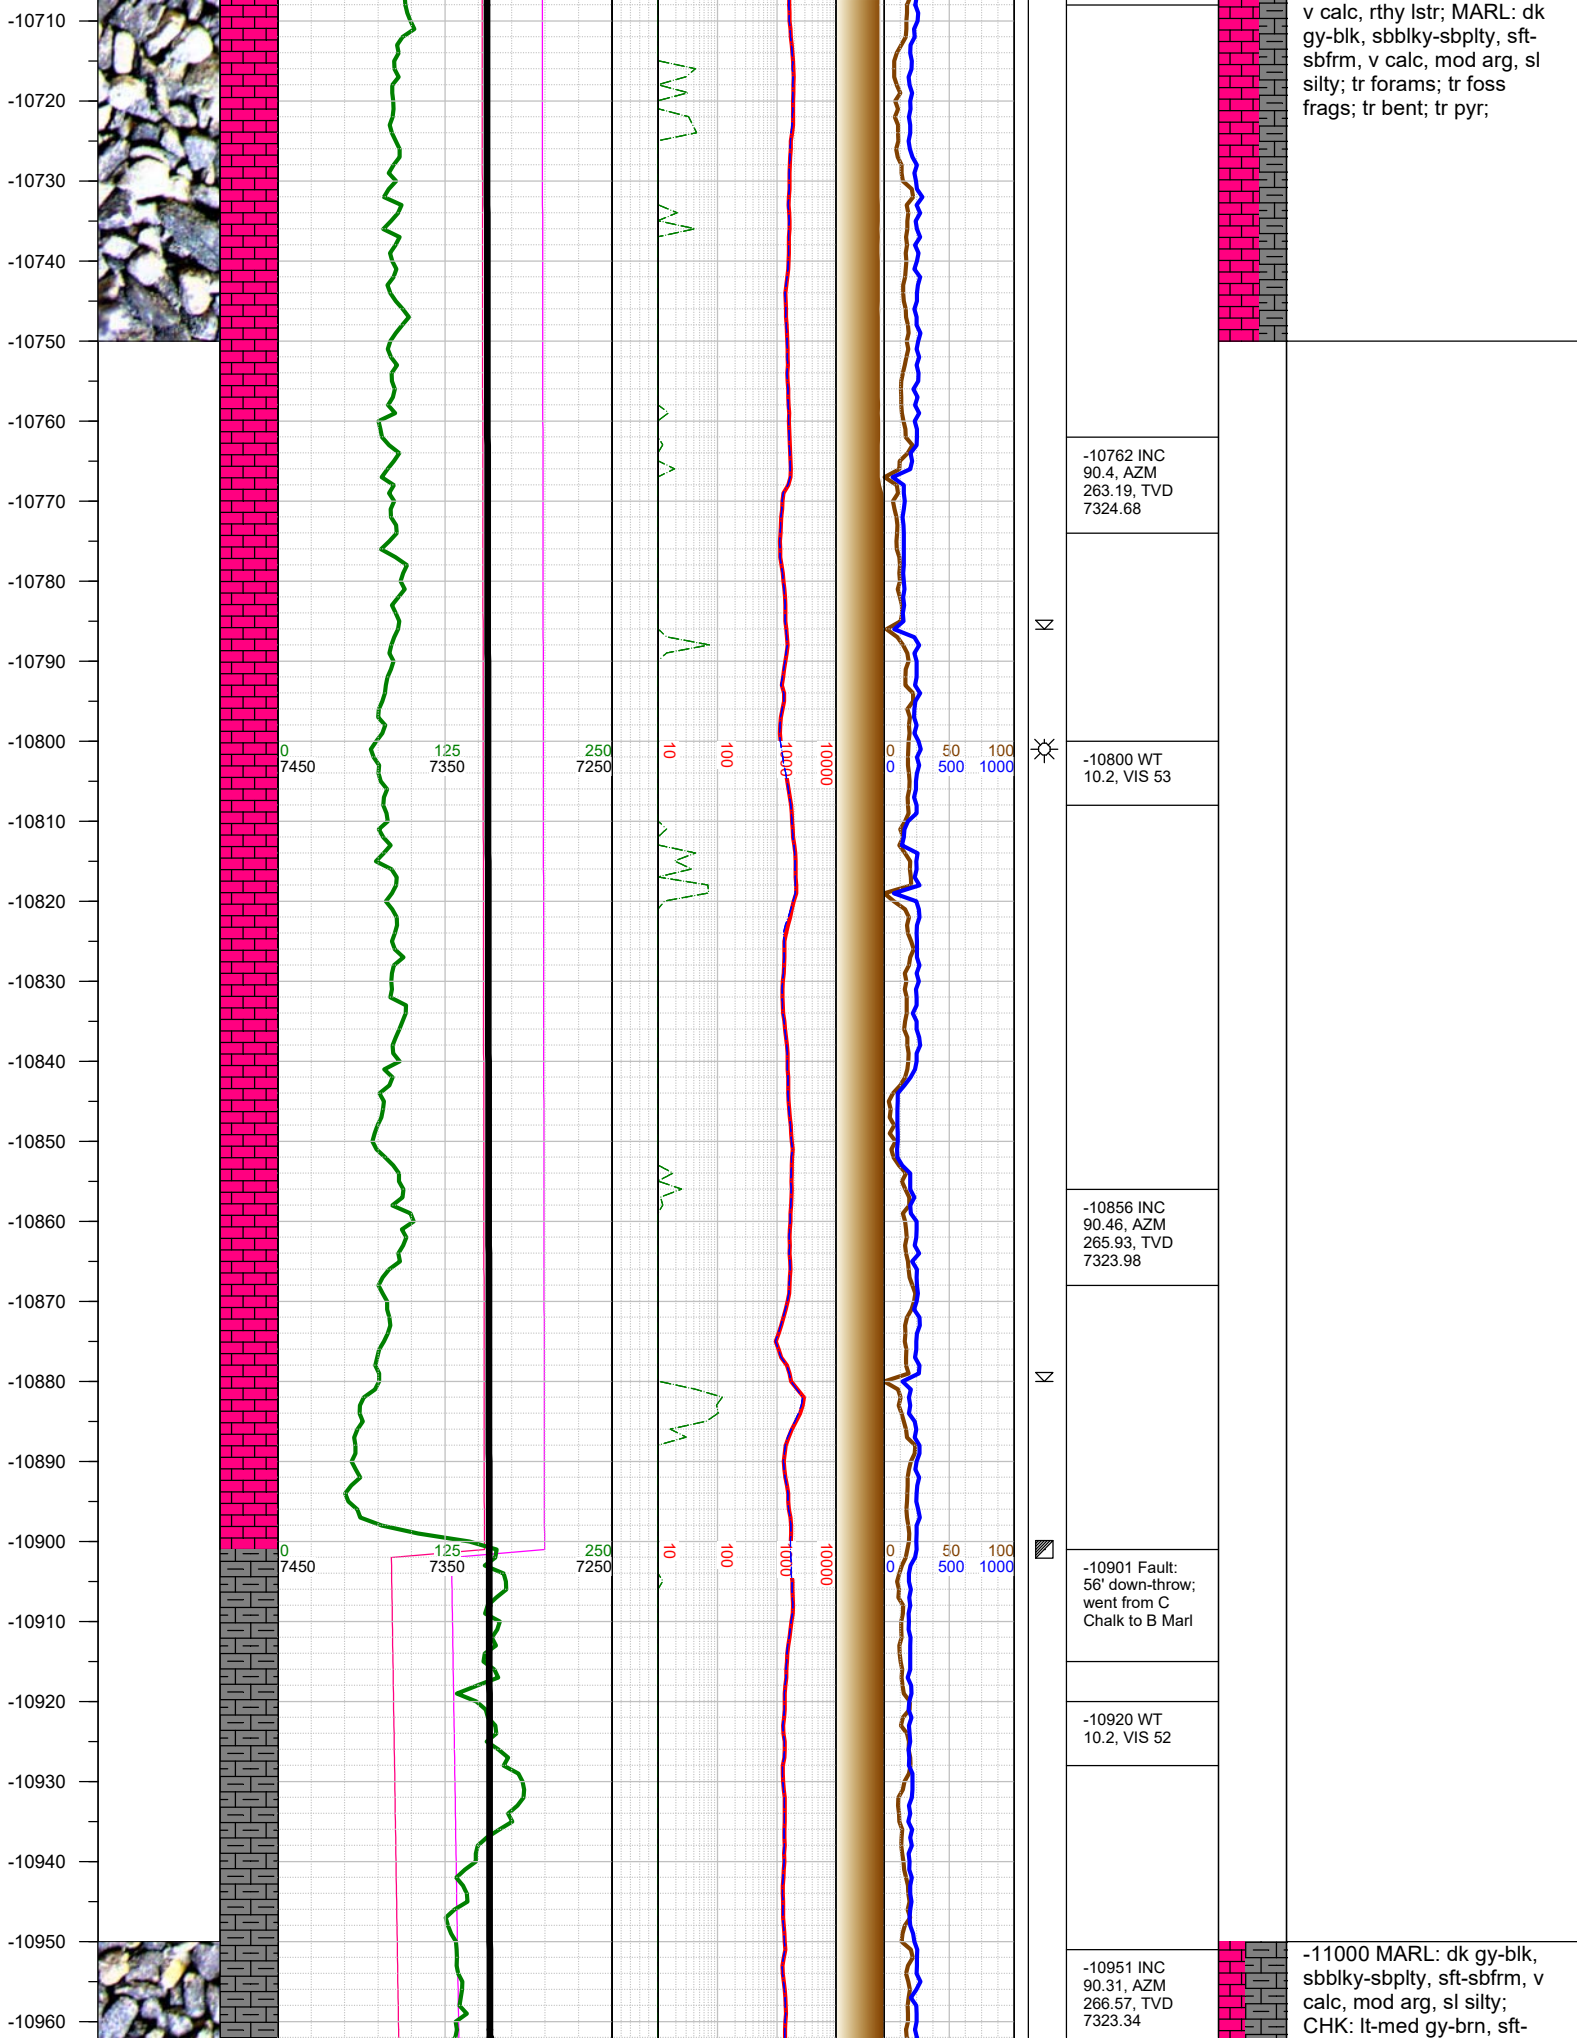 v calc, rthy lstr; MARL: dk
gy-blk, sbblky-sbplty, sft-
sbfrm, v calc, mod arg, sl
silty; tr forams; tr foss
frags; tr bent; tr pyr;
-10710
-10720
-10730
-10740
-10750
-10760
-10762 INC
90.4, AZM
263.19, TVD
7324.68
-10770
-10780
-10790
-10800
0 125 250
7450 7350 7250
10 100 1000 10000
0 50 100
0 500 1000
-10800 WT
10.2, VIS 53
-10810
-10820
-10830
-10840
-10850
-10856 INC
90.46, AZM
265.93, TVD
7323.98
-10860
-10870
-10880
-10890
-10900
0 125 250
7450 7350 7250
10 100 1000 10000
0 50 100
0 500 1000
-10901 Fault:
56' down-throw;
went from C
Chalk to B Marl
-10910
-10920
-10920 WT
10.2, VIS 52
-10930
-10940
-10950
-10951 INC
90.31, AZM
266.57, TVD
7323.34
-11000 MARL: dk gy-blk,
sbblky-sbplty, sft-sbfrm, v
calc, mod arg, sl silty;
CHK: lt-med gy-brn, sft-
-10960